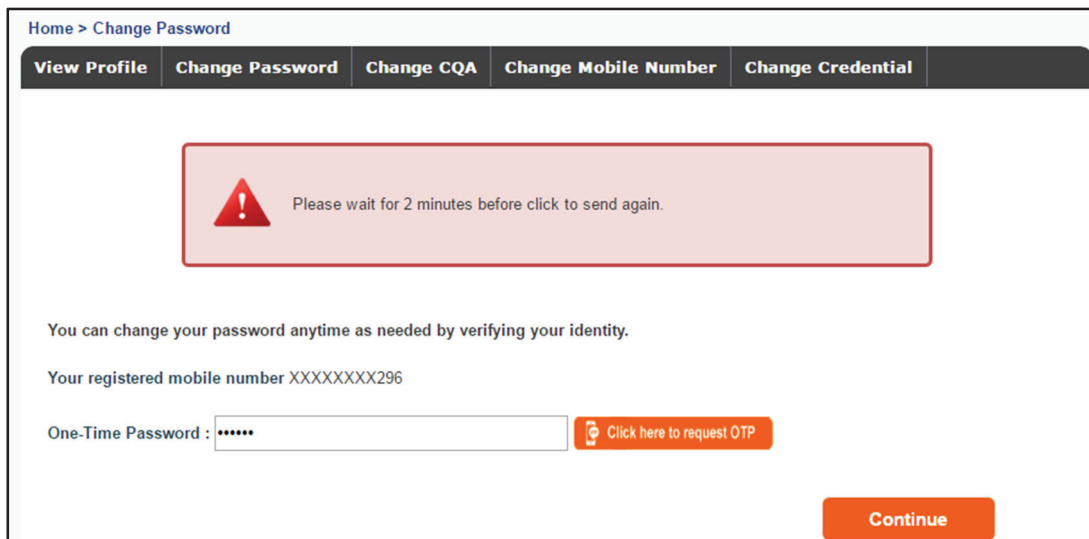 Home > Change Password
View Profile Change Password Change CQA Change Mobile Number Change Credential
Please wait for 2 minutes before click to send again.
You can change your password anytime as needed by verifying your identity.
Your registered mobile number XXXXXXXX296
One-Time Password : •••••• Click here to request OTP
Continue